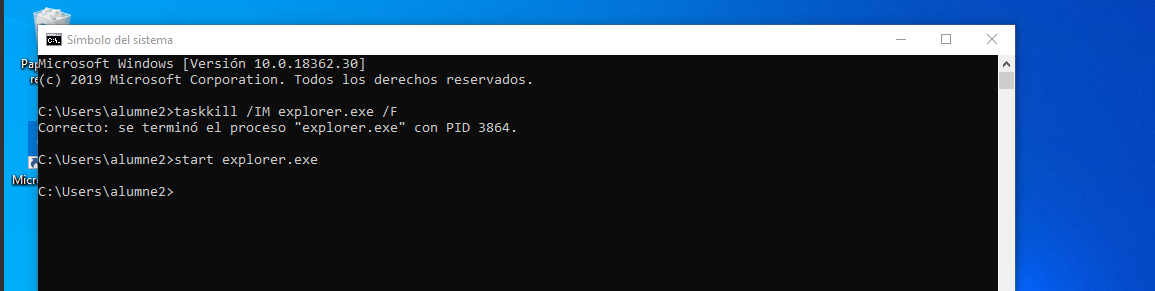 Símbolo del sistema
Microsoft Windows [Versión 10.0.18362.30]
(c) 2019 Microsoft Corporation. Todos los derechos reservados.
C:\Users\alumne2>taskkill /IM explorer.exe /F
Correcto: se terminó el proceso "explorer.exe" con PID 3864.
C:\Users\alumne2>start explorer.exe
C:\Users\alumne2>